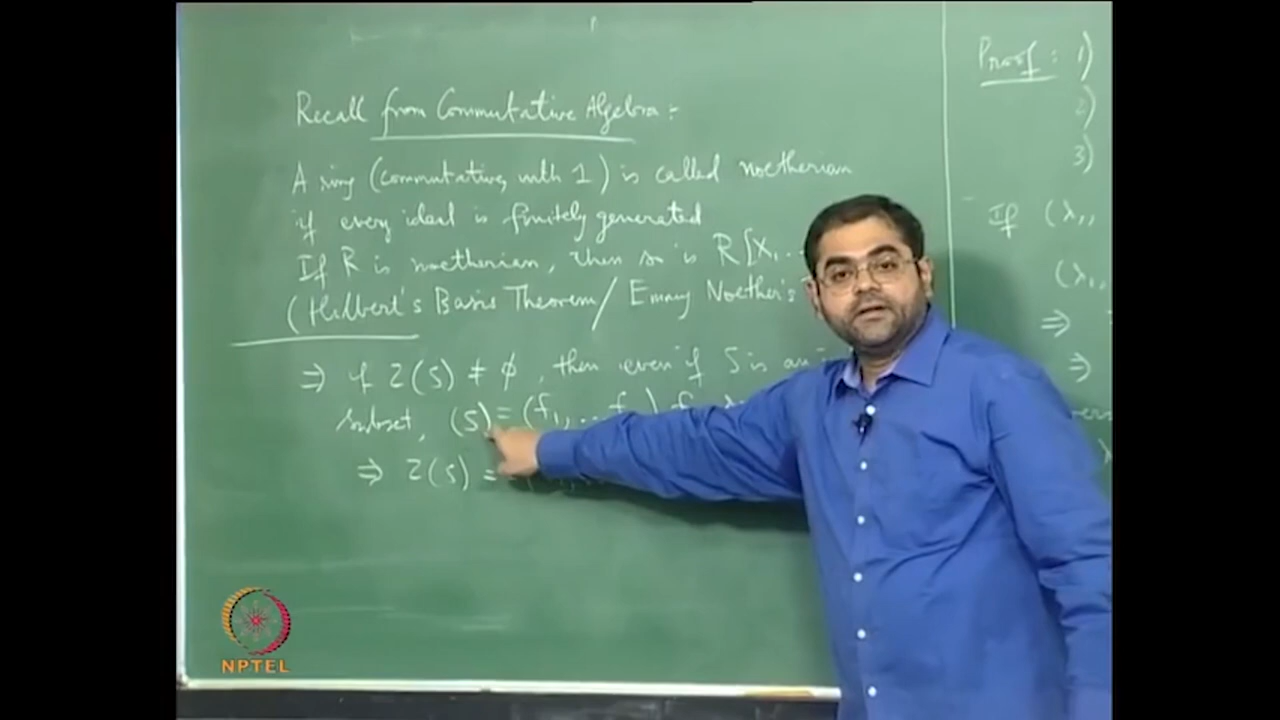 Recall from Commutative Algebra :-
A ring (commutative, with 1) is called noetherian
if every ideal is finitely generated
If R is noetherian, then so is R[X, ..
(Hilbert's Basis Theorem/ Emmy Noether's T
⇒ if Z(S) ≠ ϕ, then even if S is an
subset, (S) = (f₁, ... f
⇒ Z(S) =
Proof : 1)
2)
3)
If (λ₁,
(λ₁,
⇒
⇒
NPTEL